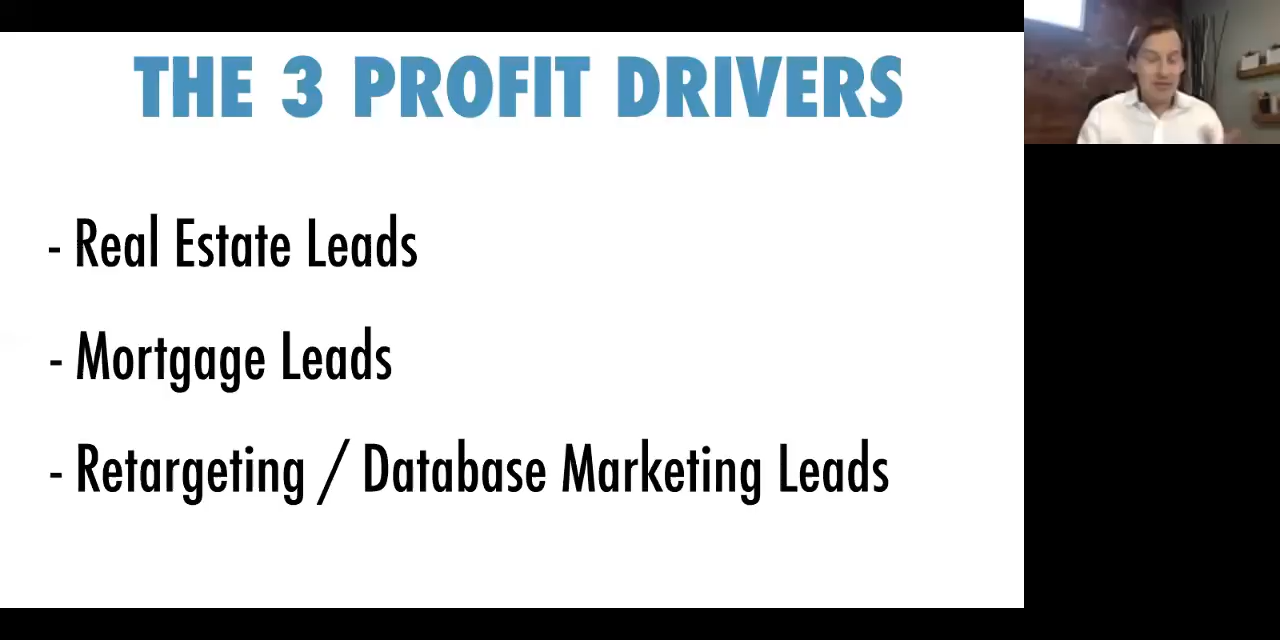 THE 3 PROFIT DRIVERS
- Real Estate Leads
- Mortgage Leads
- Retargeting / Database Marketing Leads